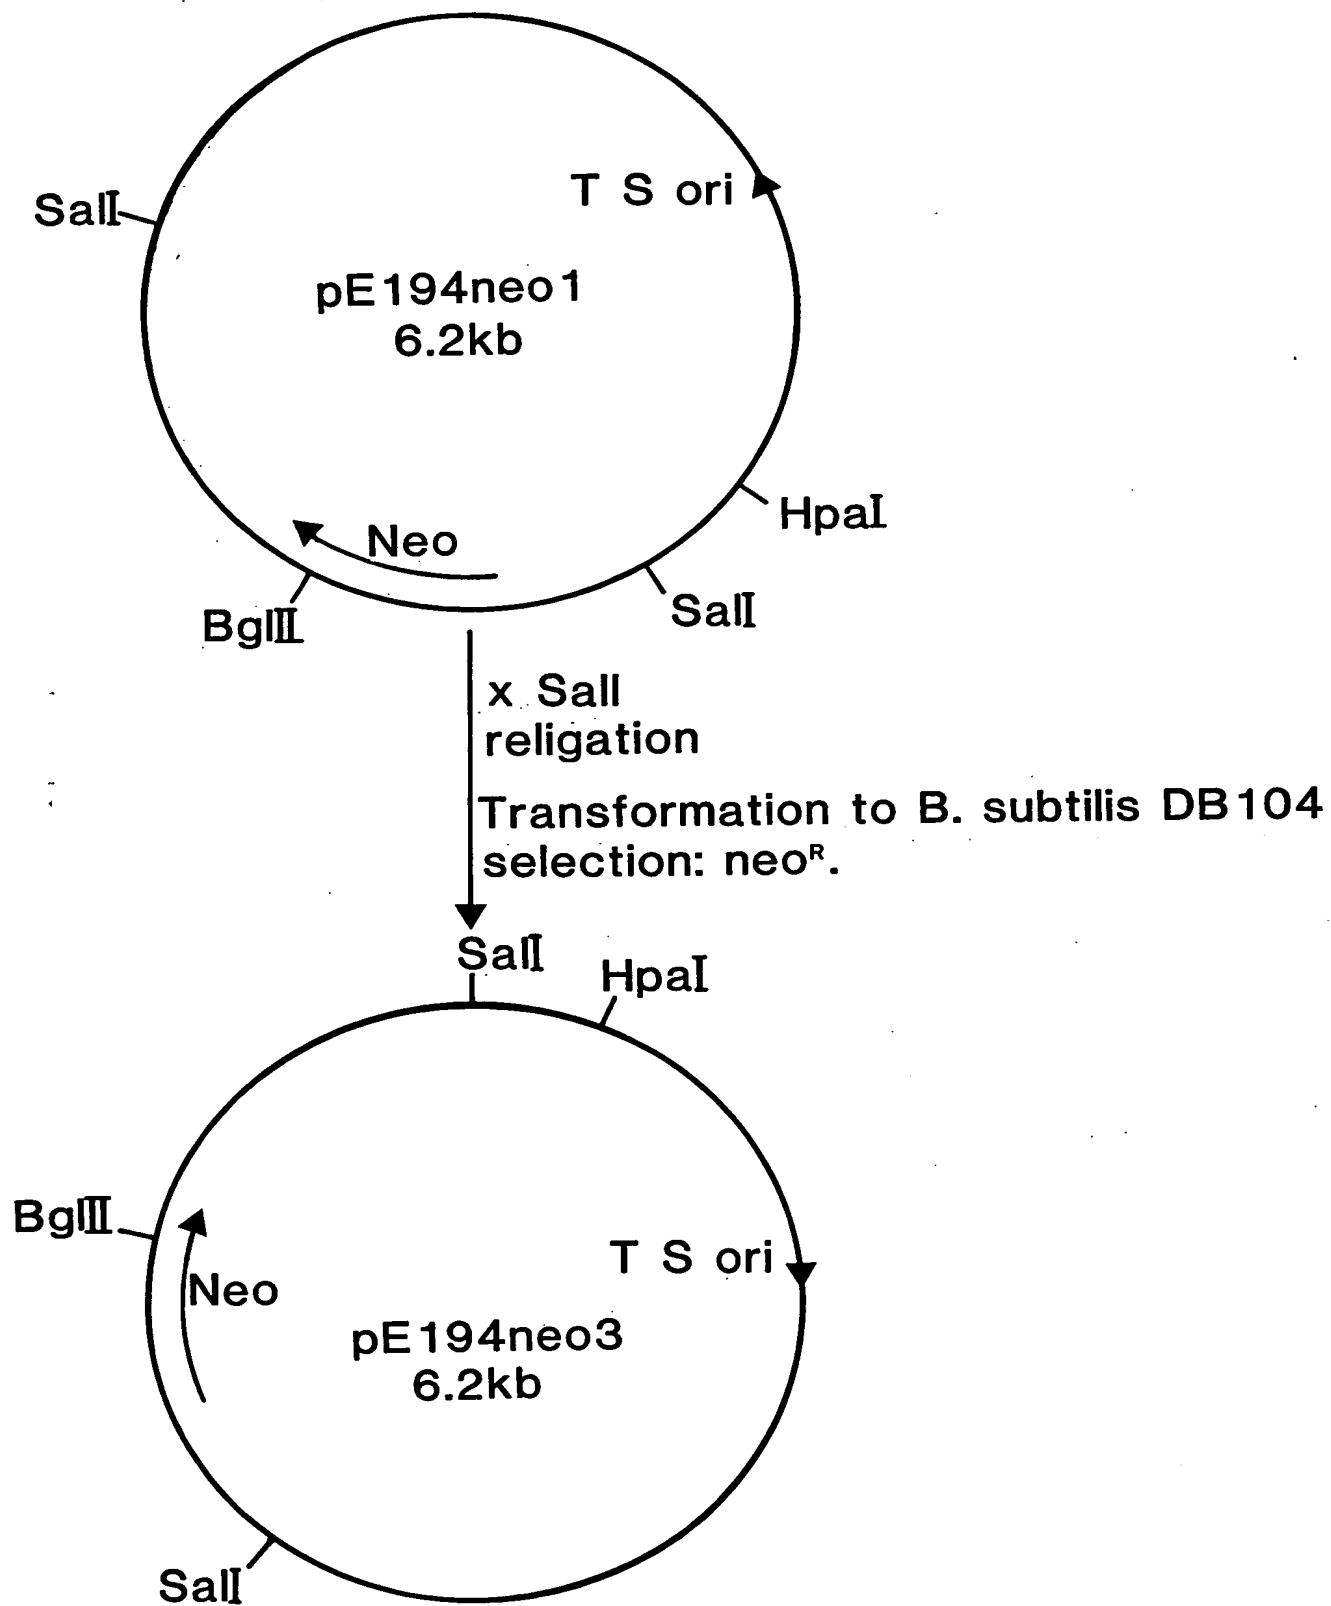 T S ori
SalI
pE194neo1
6.2kb
HpaI
Neo
SalI
BglII
x SalI
religation
Transformation to B. subtilis DB104
selection: neoᴿ.
SalI
HpaI
BglII
T S ori
Neo
pE194neo3
6.2kb
SalI